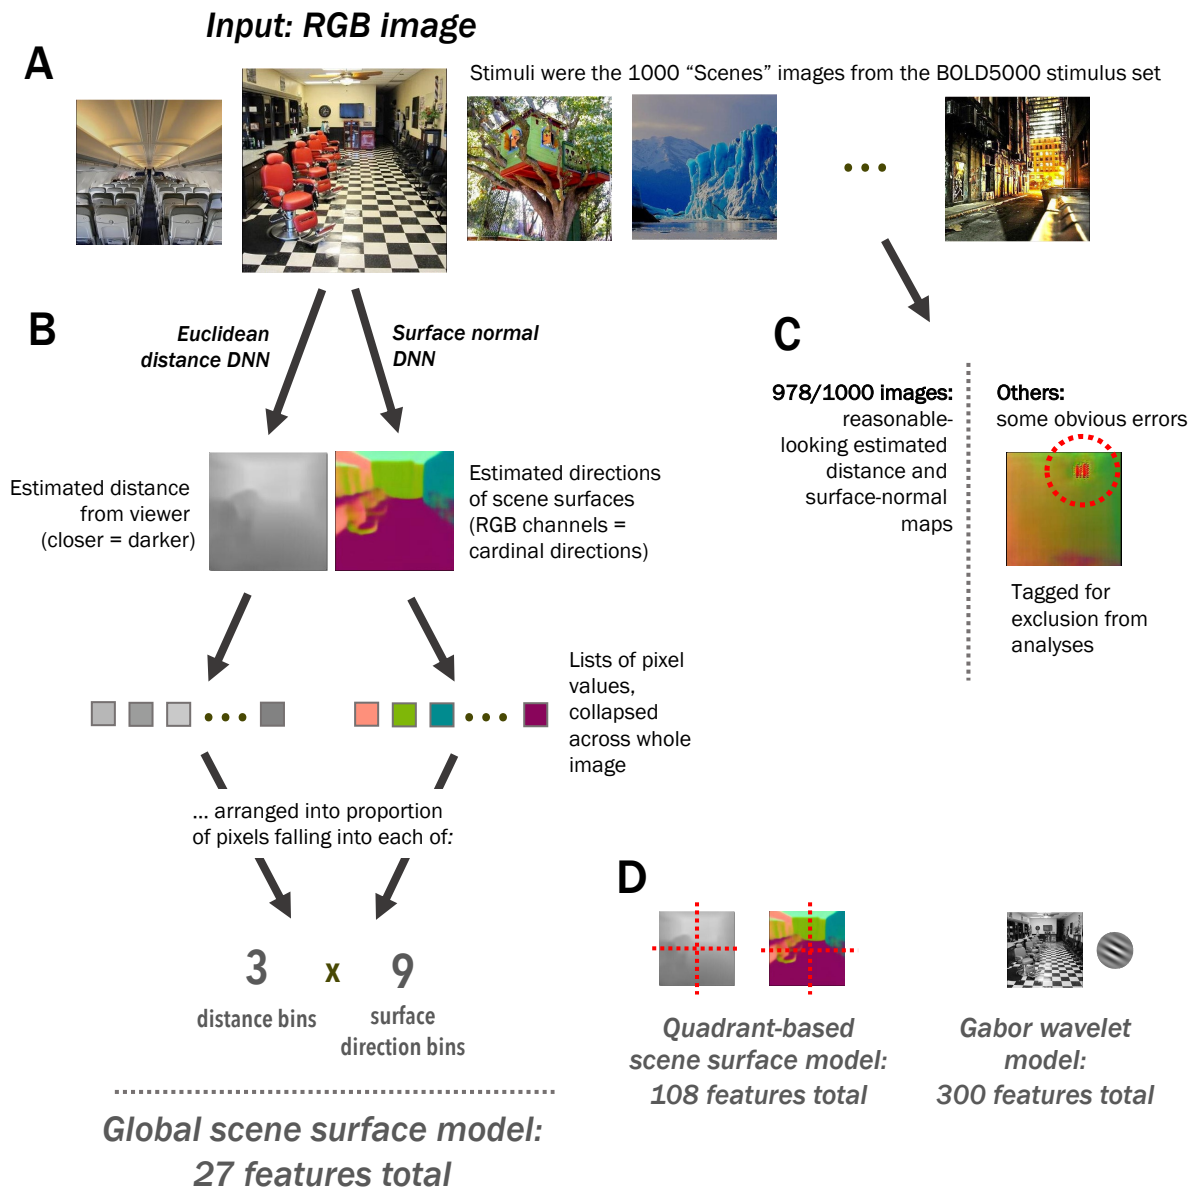 Input: RGB image
A
Stimuli were the 1000 “Scenes” images from the BOLD5000 stimulus set
B
Euclidean
distance DNN
Surface normal
DNN
Estimated distance
from viewer
(closer = darker)
Estimated directions
of scene surfaces
(RGB channels =
cardinal directions)
Lists of pixel
values,
collapsed
across whole
image
... arranged into proportion
of pixels falling into each of:
3 x 9
distance bins
surface
direction bins
Global scene surface model:
27 features total
C
978/1000 images:
reasonable-
looking estimated
distance and
surface-normal
maps
Others:
some obvious errors
Tagged for
exclusion from
analyses
D
Quadrant-based
scene surface model:
108 features total
Gabor wavelet
model:
300 features total